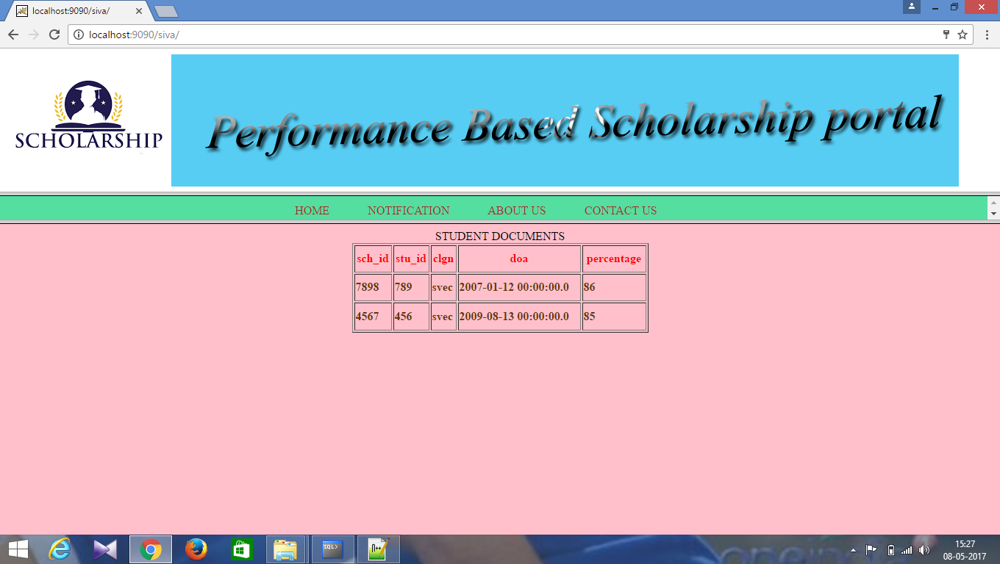 localhost:9090/siva/
localhost:9090/siva/
SCHOLARSHIP
Performance Based Scholarship portal
HOME NOTIFICATION ABOUT US CONTACT US
STUDENT DOCUMENTS
sch_id stu_id clgn doa percentage
7898 789 svec 2007-01-12 00:00:00.0 86
4567 456 svec 2009-08-13 00:00:00.0 85
SQL>
15:27
08-05-2017